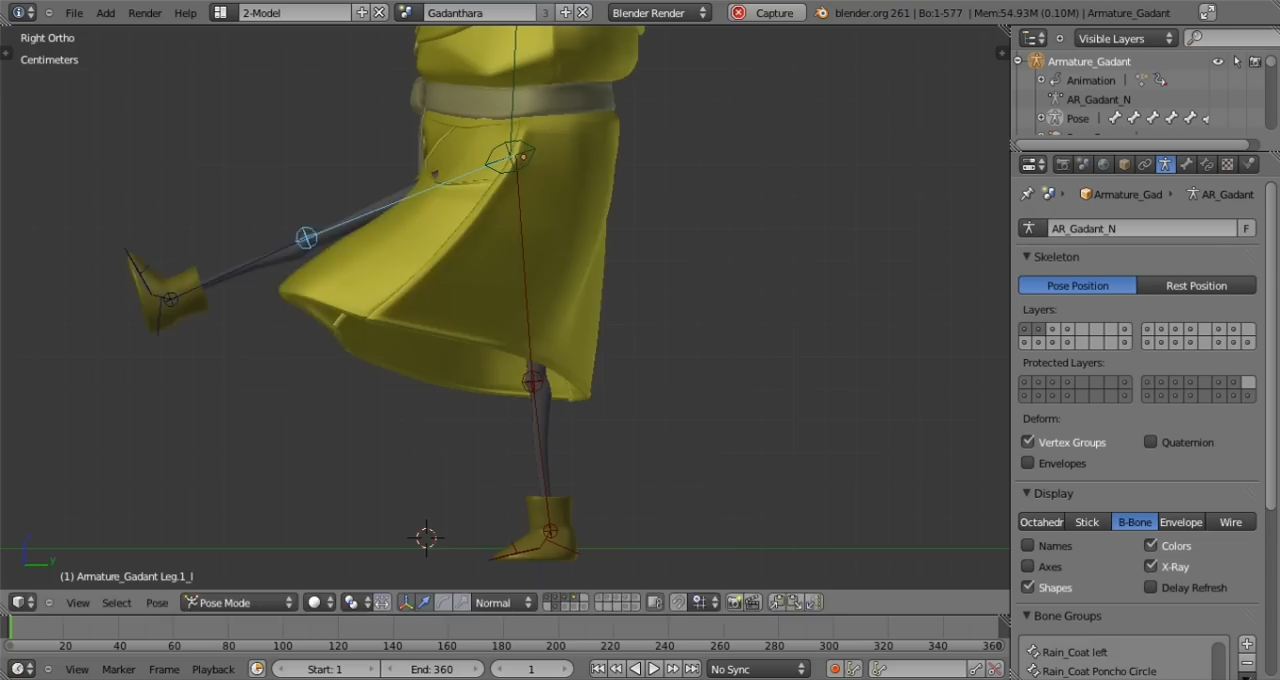 File Add Render Help 2-Model Gadanthara 3 Blender Render Capture blender.org 261 | Bo:1-577 | Mem:54.93M (0.10M) | Armature_Gadant
Right Ortho
Centimeters
(1) Armature_Gadant Leg.1_l
View Select Pose Pose Mode Normal
20 40 60 80 100 120 140 160 180 200 220 240 260 280 300 320 340 360
View Marker Frame Playback Start: 1 End: 360 1 No Sync
Visible Layers
Armature_Gadant
Animation
AR_Gadant_N
Pose
Armature_Gad AR_Gadant
AR_Gadant_N F
Skeleton
Pose Position Rest Position
Layers:
Protected Layers:
Deform:
Vertex Groups Quaternion
Envelopes
Display
Octahedr Stick B-Bone Envelope Wire
Names Colors
Axes X-Ray
Shapes Delay Refresh
Bone Groups
Rain_Coat left
Rain_Coat Poncho Circle